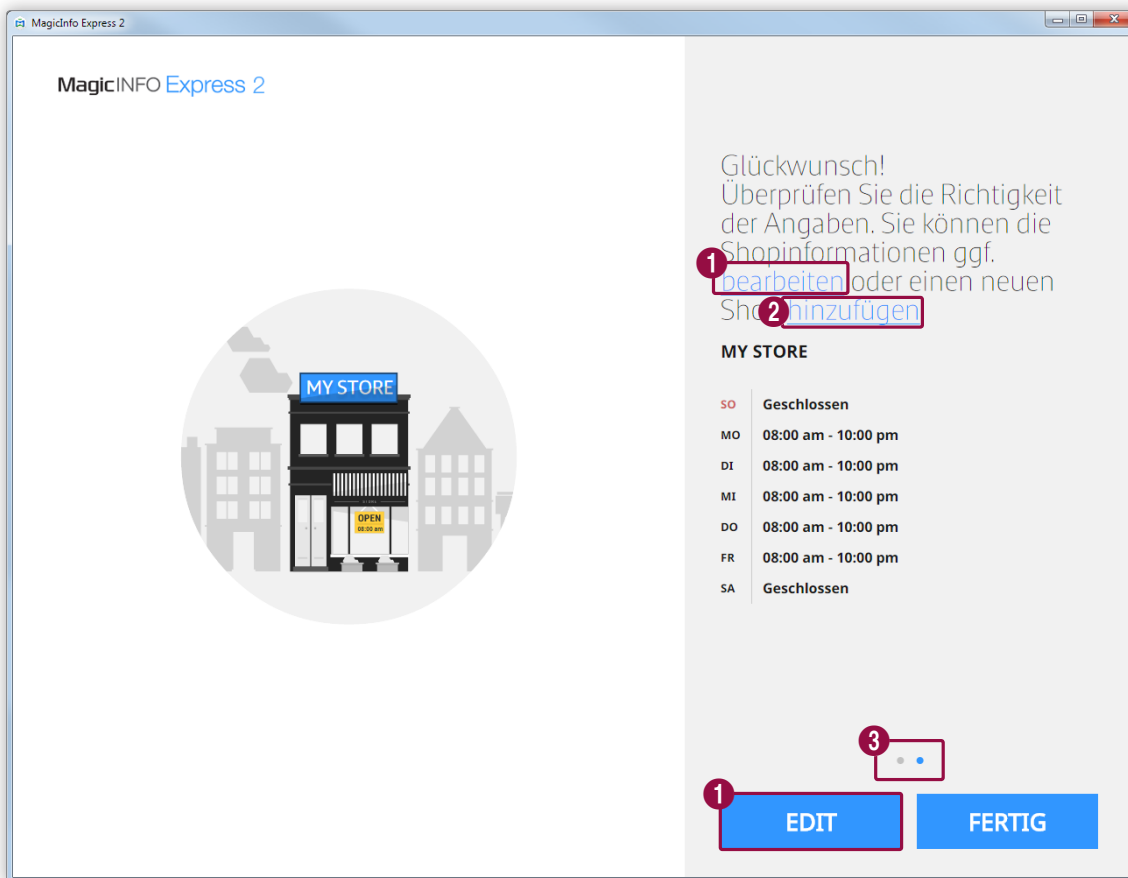 MagicInfo Express 2
MagicINFO Express 2
Glückwunsch!
Überprüfen Sie die Richtigkeit
der Angaben. Sie können die
Shopinformationen ggf.
1
bearbeiten oder einen neuen
2 hinzufügen
MY STORE
SO Geschlossen
MO 08:00 am - 10:00 pm
DI 08:00 am - 10:00 pm
MI 08:00 am - 10:00 pm
DO 08:00 am - 10:00 pm
FR 08:00 am - 10:00 pm
SA Geschlossen
MY STORE
OPEN
08:00 am
3
1
EDIT FERTIG